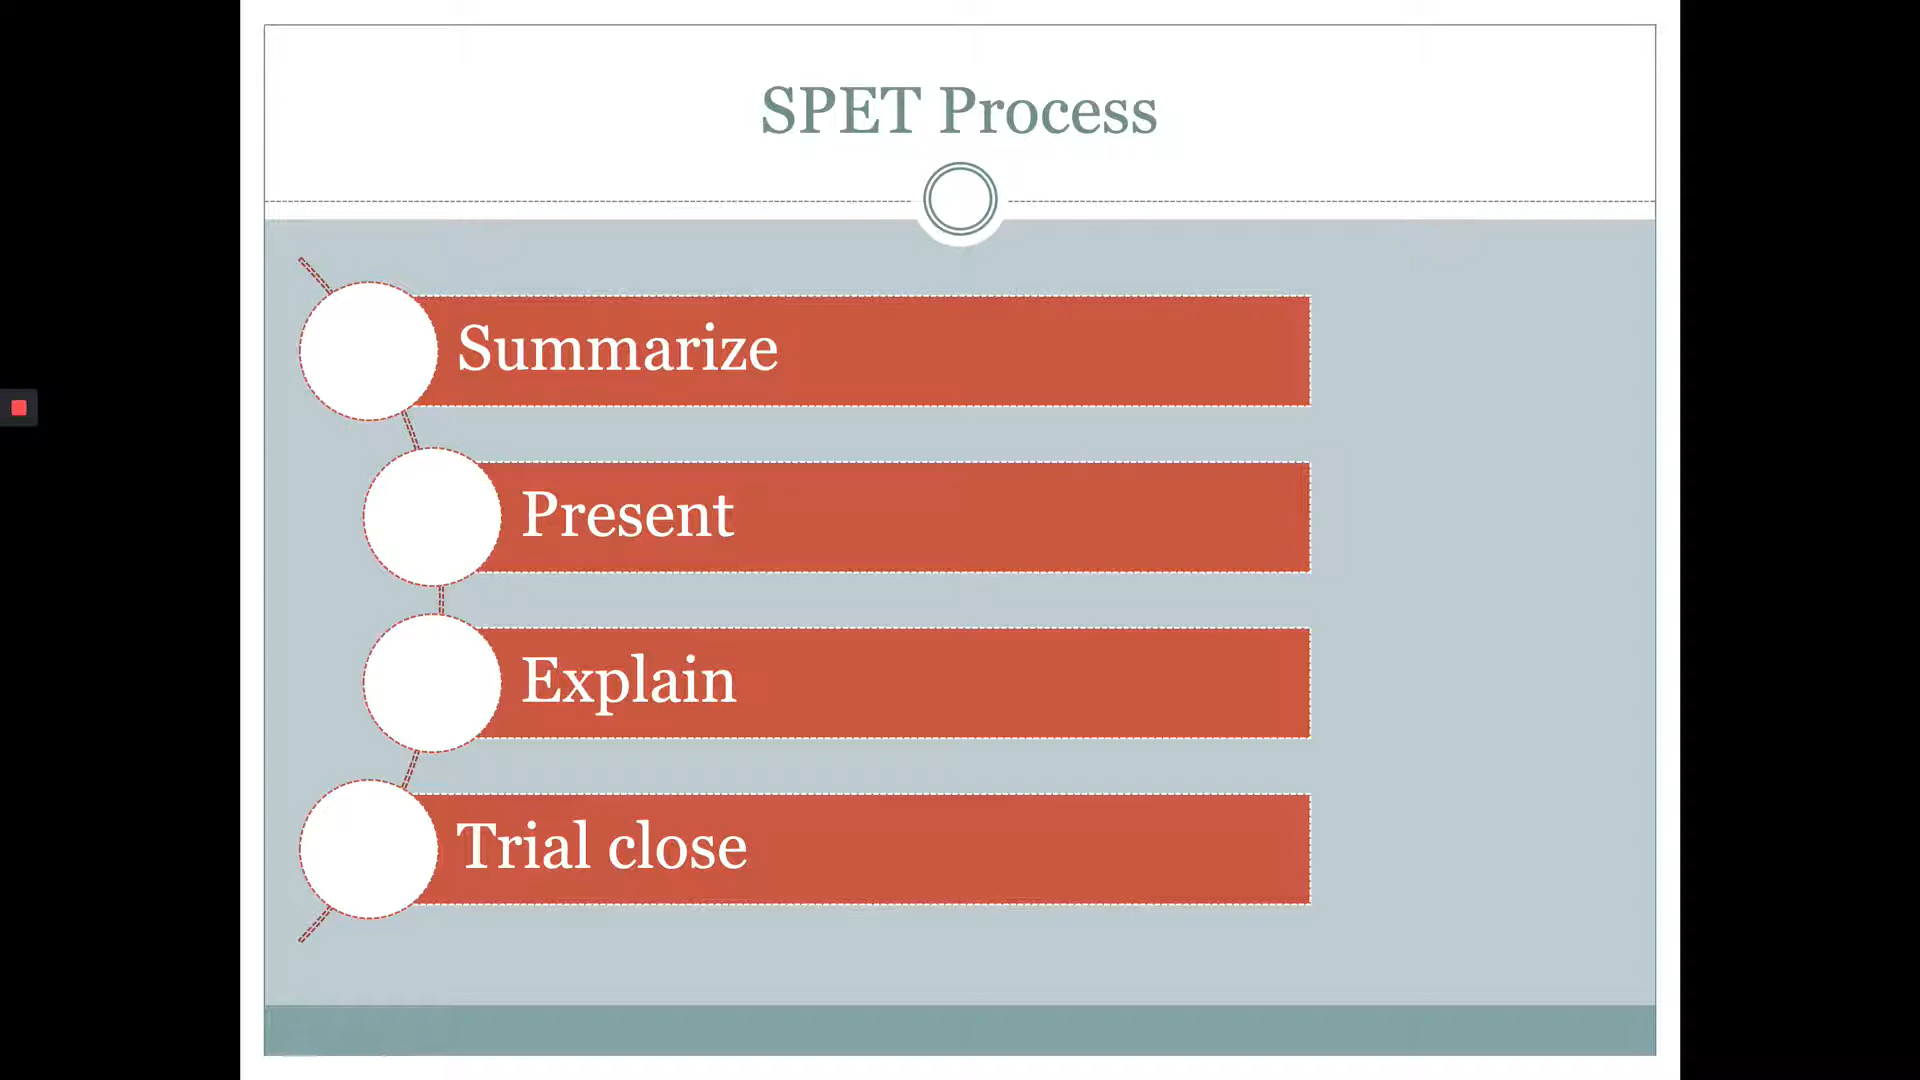 SPET Process
Summarize
Present
Explain
Trial close